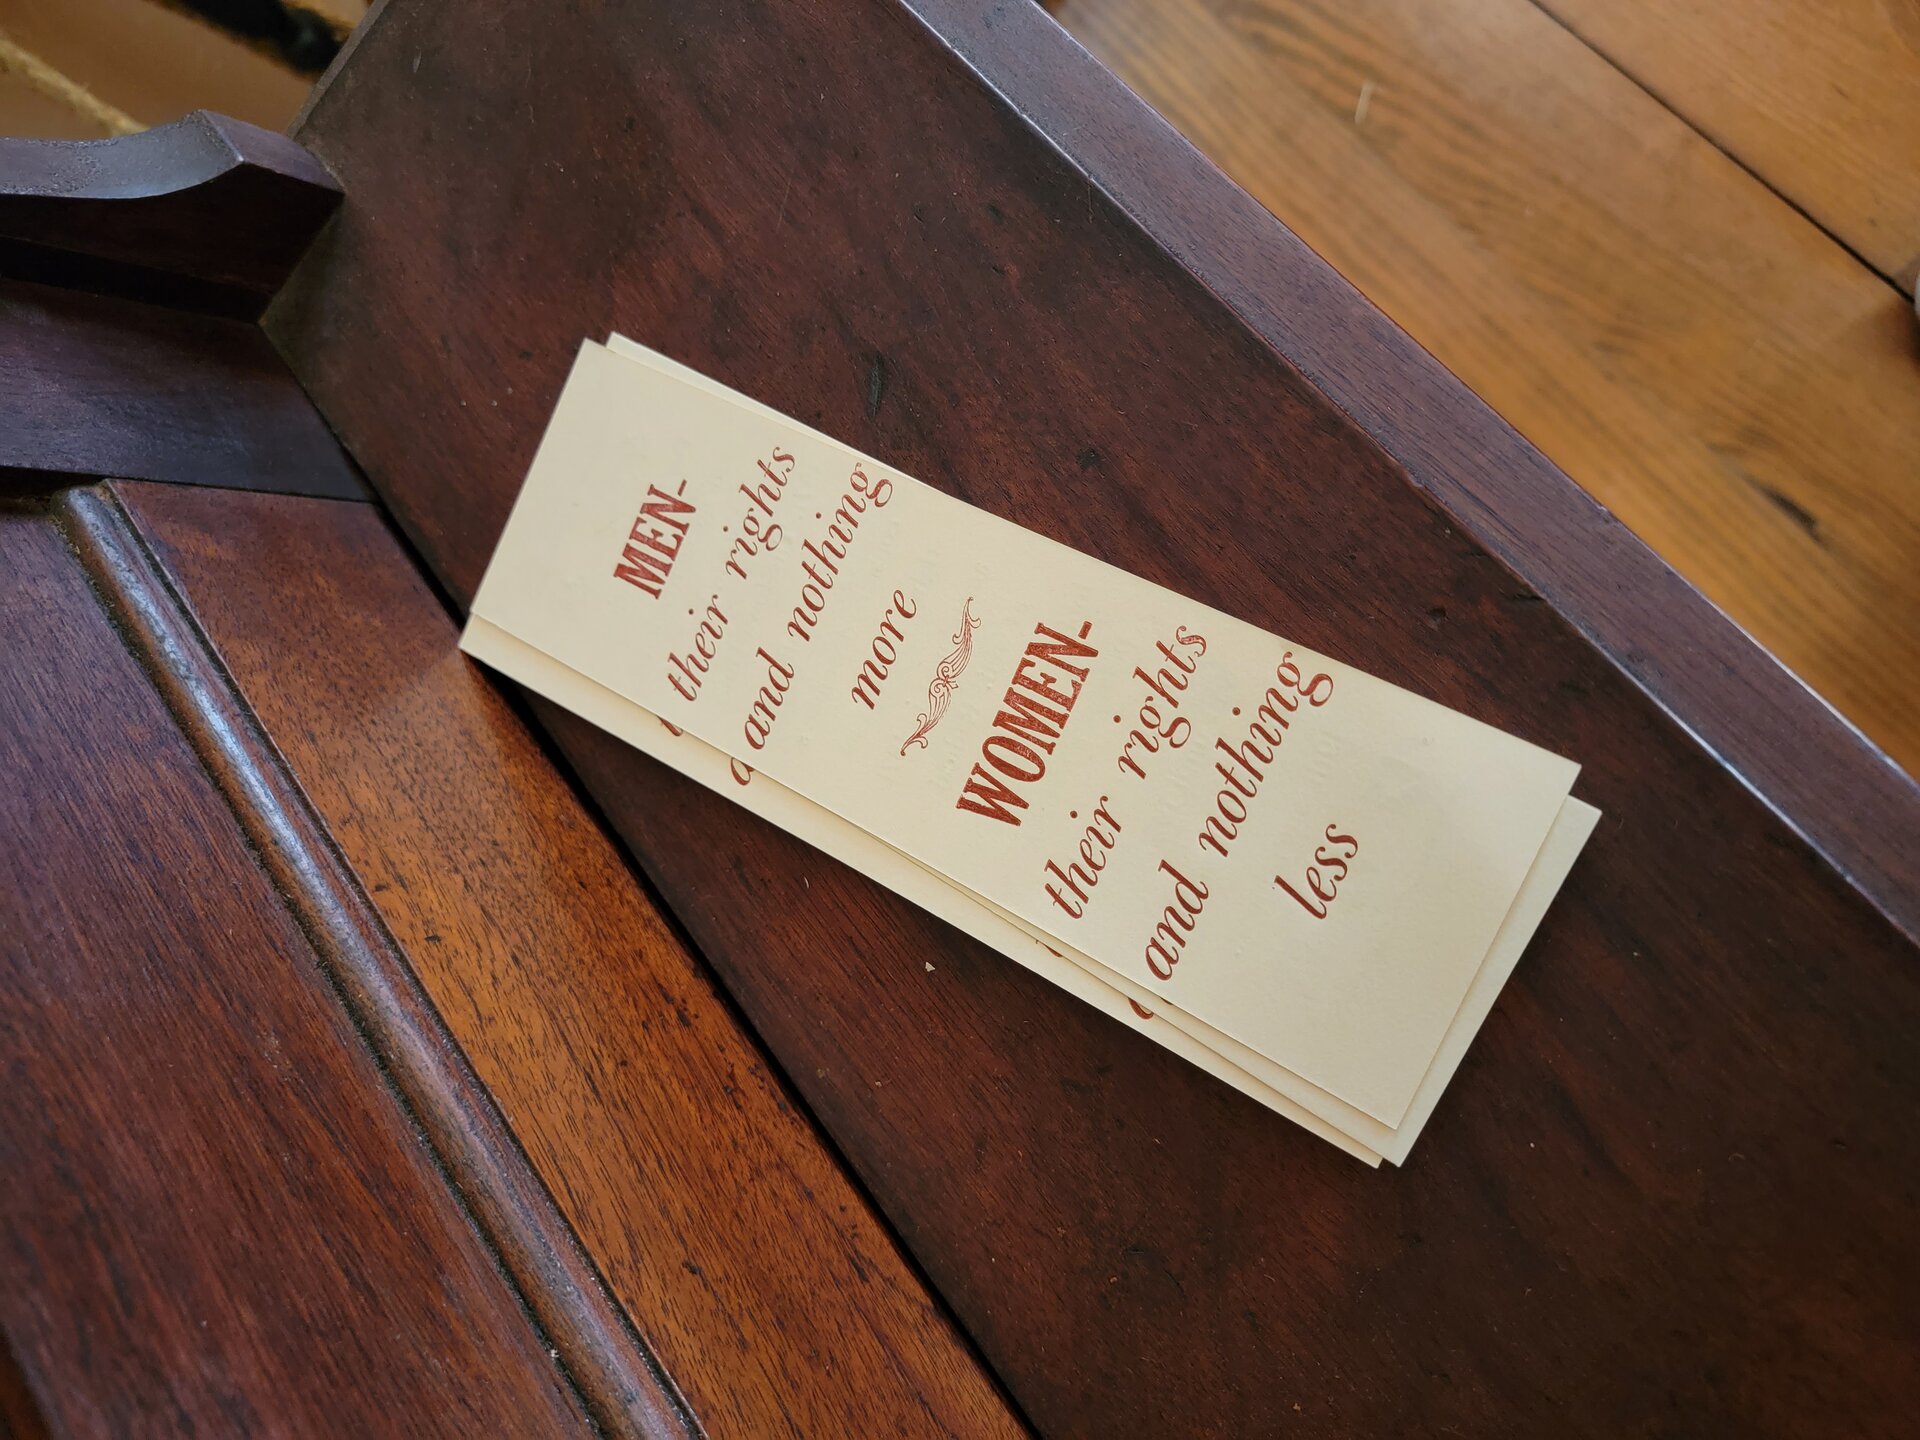 MEN-
their rights
and nothing
more
WOMEN-
their rights
and nothing
less